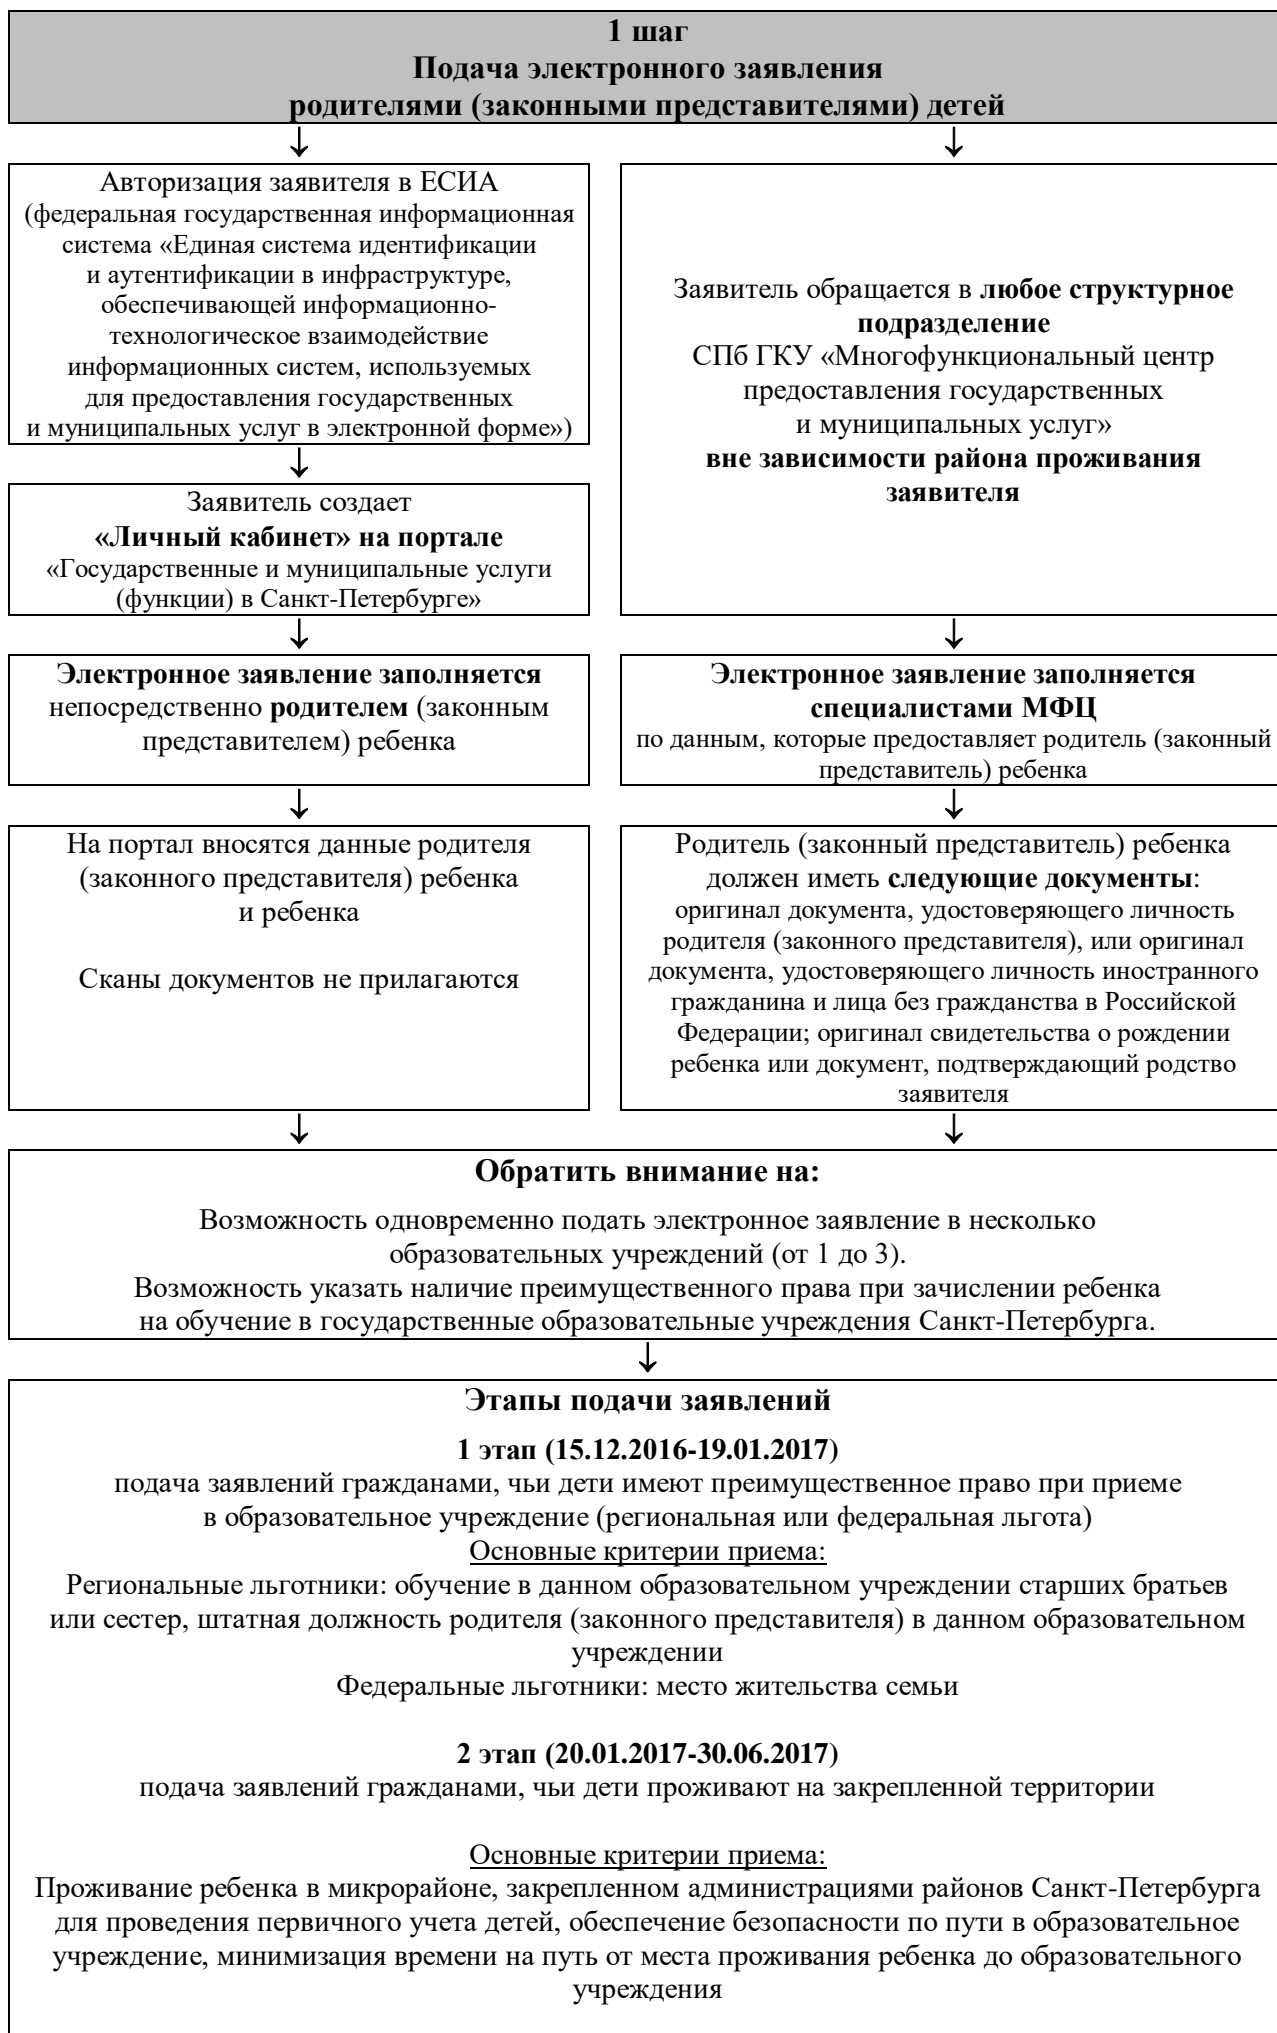 1 шаг
Подача электронного заявления
родителями (законными представителями) детей
↓
Авторизация заявителя в ЕСИА
(федеральная государственная информационная
система «Единая система идентификации
и аутентификации в инфраструктуре,
обеспечивающей информационно-
технологическое взаимодействие
информационных систем, используемых
для предоставления государственных
и муниципальных услуг в электронной форме»)
↓
Заявитель создает
«Личный кабинет» на портале
«Государственные и муниципальные услуги
(функции) в Санкт-Петербурге»
↓
Электронное заявление заполняется
непосредственно родителем (законным
представителем) ребенка
↓
На портал вносятся данные родителя
(законного представителя) ребенка
и ребенка
Сканы документов не прилагаются
↓
↓
Заявитель обращается в любое структурное
подразделение
СПб ГКУ «Многофункциональный центр
предоставления государственных
и муниципальных услуг»
вне зависимости района проживания
заявителя
↓
Электронное заявление заполняется
специалистами МФЦ
по данным, которые предоставляет родитель (законный
представитель) ребенка
↓
Родитель (законный представитель) ребенка
должен иметь следующие документы:
оригинал документа, удостоверяющего личность
родителя (законного представителя), или оригинал
документа, удостоверяющего личность иностранного
гражданина и лица без гражданства в Российской
Федерации; оригинал свидетельства о рождении
ребенка или документ, подтверждающий родство
заявителя
↓
Обратить внимание на:
Возможность одновременно подать электронное заявление в несколько
образовательных учреждений (от 1 до 3).
Возможность указать наличие преимущественного права при зачислении ребенка
на обучение в государственные образовательные учреждения Санкт-Петербурга.
↓
Этапы подачи заявлений
1 этап (15.12.2016-19.01.2017)
подача заявлений гражданами, чьи дети имеют преимущественное право при приеме
в образовательное учреждение (региональная или федеральная льгота)
Основные критерии приема:
Региональные льготники: обучение в данном образовательном учреждении старших братьев
или сестер, штатная должность родителя (законного представителя) в данном образовательном
учреждении
Федеральные льготники: место жительства семьи
2 этап (20.01.2017-30.06.2017)
подача заявлений гражданами, чьи дети проживают на закрепленной территории
Основные критерии приема:
Проживание ребенка в микрорайоне, закрепленном администрациями районов Санкт-Петербурга
для проведения первичного учета детей, обеспечение безопасности по пути в образовательное
учреждение, минимизация времени на путь от места проживания ребенка до образовательного
учреждения